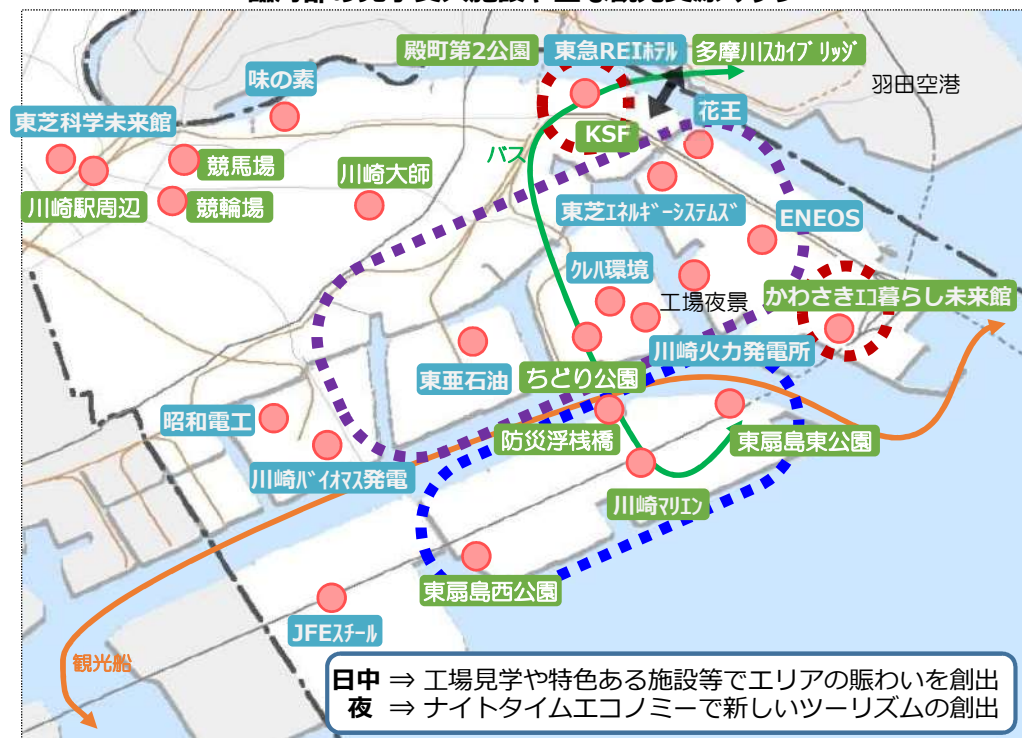 殿町第2公園
東急REIホテル
多摩川スカイブリッジ
味の素
羽田空港
東芝科学未来館
花王
KSF
バス
競馬場
川崎大師
川崎駅周辺
競輪場
東芝エネルギーシステムズ
ENEOS
クレハ環境
工場夜景
かわさきエコ暮らし未来館
川崎火力発電所
東亜石油
ちどり公園
昭和電工
防災浮桟橋
東扇島東公園
川崎バイオマス発電
川崎マリエン
東扇島西公園
JFEスチール
観光船
日中 ⇒ 工場見学や特色ある施設等でエリアの賑わいを創出
夜 ⇒ ナイトタイムエコノミーで新しいツーリズムの創出